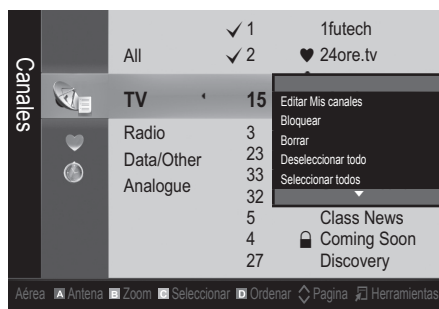 Canales
✓ 1 1futech
All ✓ 2 ♥ 24ore.tv
TV 15
Editar Mis canales
Bloquear
Borrar
Deseleccionar todo
Seleccionar todos
Radio 3
Data/Other 23
Analogue 33
32
5 Class News
4 Coming Soon
27 Discovery
Aérea A Antena B Zoom C Seleccionar D Ordenar Pagina Herramientas